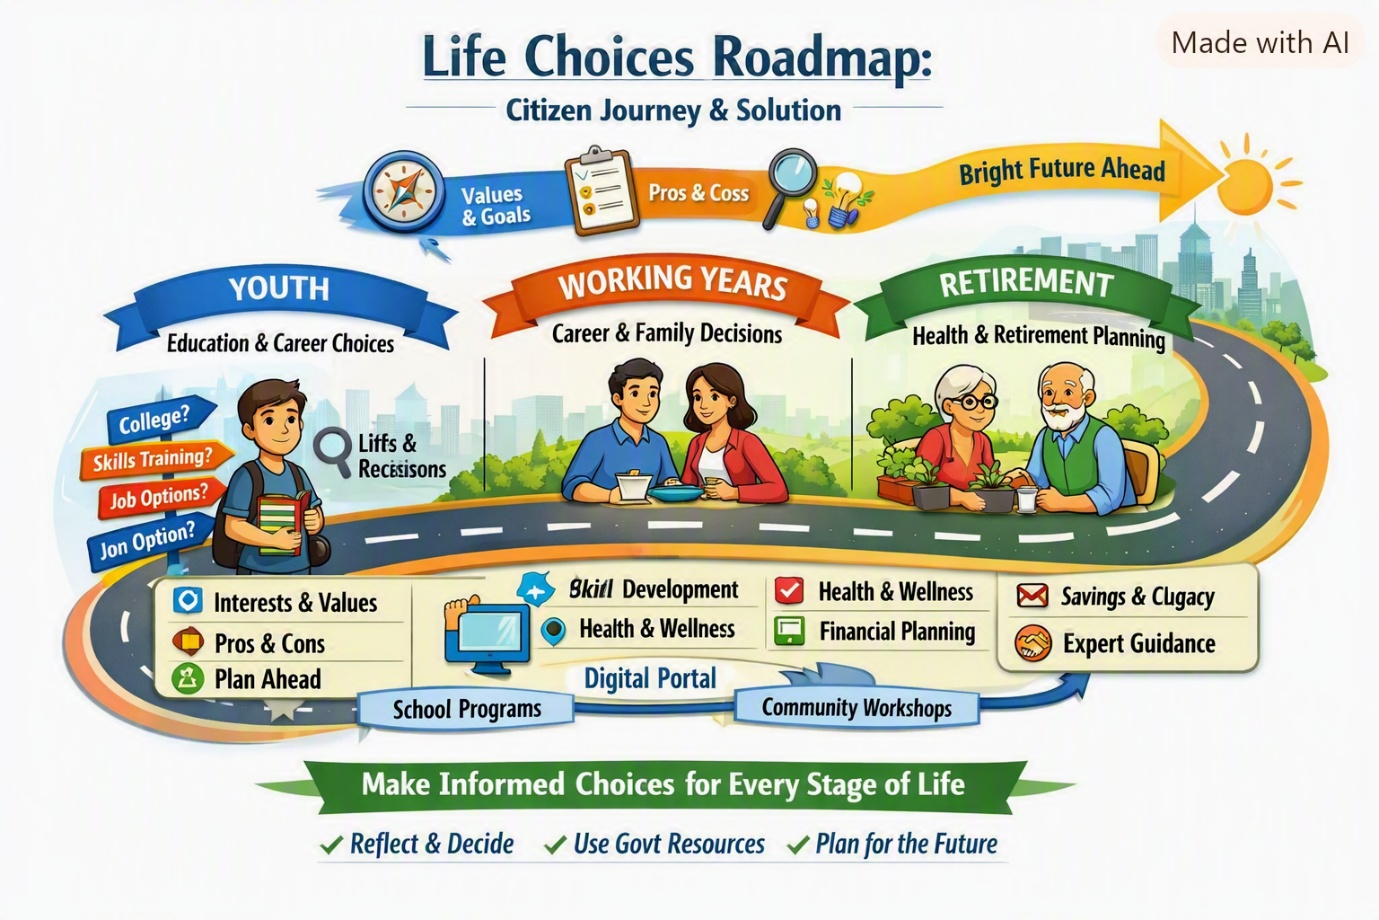 Made with AI
Life Choices Roadmap:
Citizen Journey & Solution
Values
& Goals
Pros & Coss
Bright Future Ahead
YOUTH
Education & Career Choices
WORKING YEARS
Career & Family Decisions
RETIREMENT
Health & Retirement Planning
College?
Skills Training?
Job Options?
Jon Option?
&
Interests & Values
Pros & Cons
Plan Ahead
Skill Development
Health & Wellness
Health & Wellness
Financial Planning
Savings & Clugacy
Expert Guidance
Digital Portal
School Programs
Community Workshops
Make Informed Choices for Every Stage of Life
Reflect & Decide
Use Govt Resources
Plan for the Future